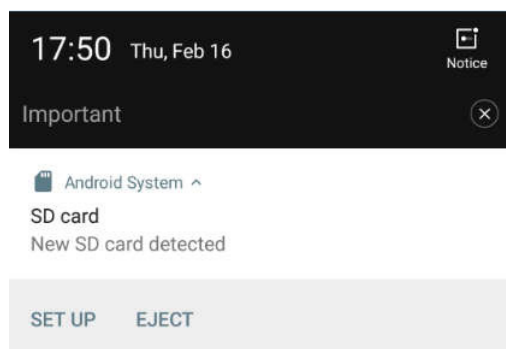 17:50 Thu, Feb 16
Notice
Important
Android System
SD card
New SD card detected
SET UP EJECT